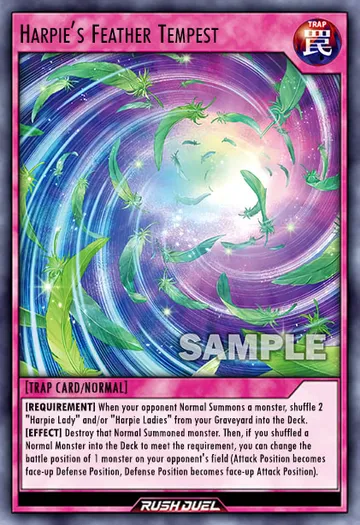 HARPIE'S FEATHER TEMPEST
TRAP
罠
SAMPLE
[TRAP CARD/NORMAL]
[REQUIREMENT] When your opponent Normal Summons a monster, shuffle 2
"Harpie Lady" and/or "Harpie Ladies" from your Graveyard into the Deck.
[EFFECT] Destroy that Normal Summoned monster. Then, if you shuffled
a Normal Monster into the Deck to meet the requirement, you can change the
battle position of 1 monster on your opponent's field (Attack Position becomes
face-up Defense Position, Defense Position becomes face-up Attack Position).
RUSH DUEL